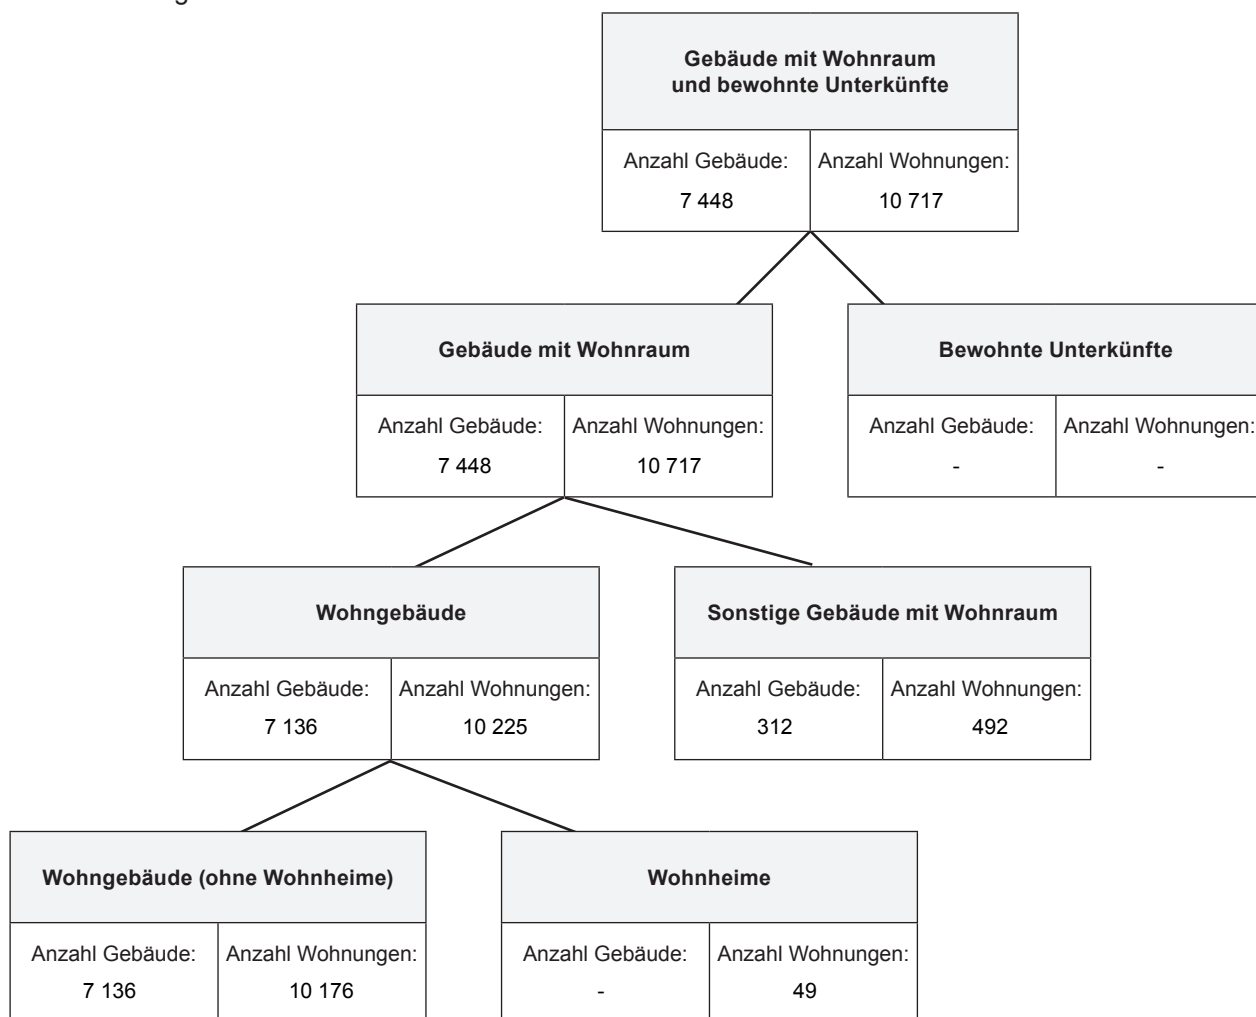 Gebäude mit Wohnraum
und bewohnte Unterkünfte
Anzahl Gebäude: Anzahl Wohnungen:
7 448 10 717
Gebäude mit Wohnraum
Anzahl Gebäude: Anzahl Wohnungen:
7 448 10 717
Bewohnte Unterkünfte
Anzahl Gebäude: Anzahl Wohnungen:
- -
Wohngebäude
Anzahl Gebäude: Anzahl Wohnungen:
7 136 10 225
Sonstige Gebäude mit Wohnraum
Anzahl Gebäude: Anzahl Wohnungen:
312 492
Wohngebäude (ohne Wohnheime)
Anzahl Gebäude: Anzahl Wohnungen:
7 136 10 176
Wohnheime
Anzahl Gebäude: Anzahl Wohnungen:
- 49